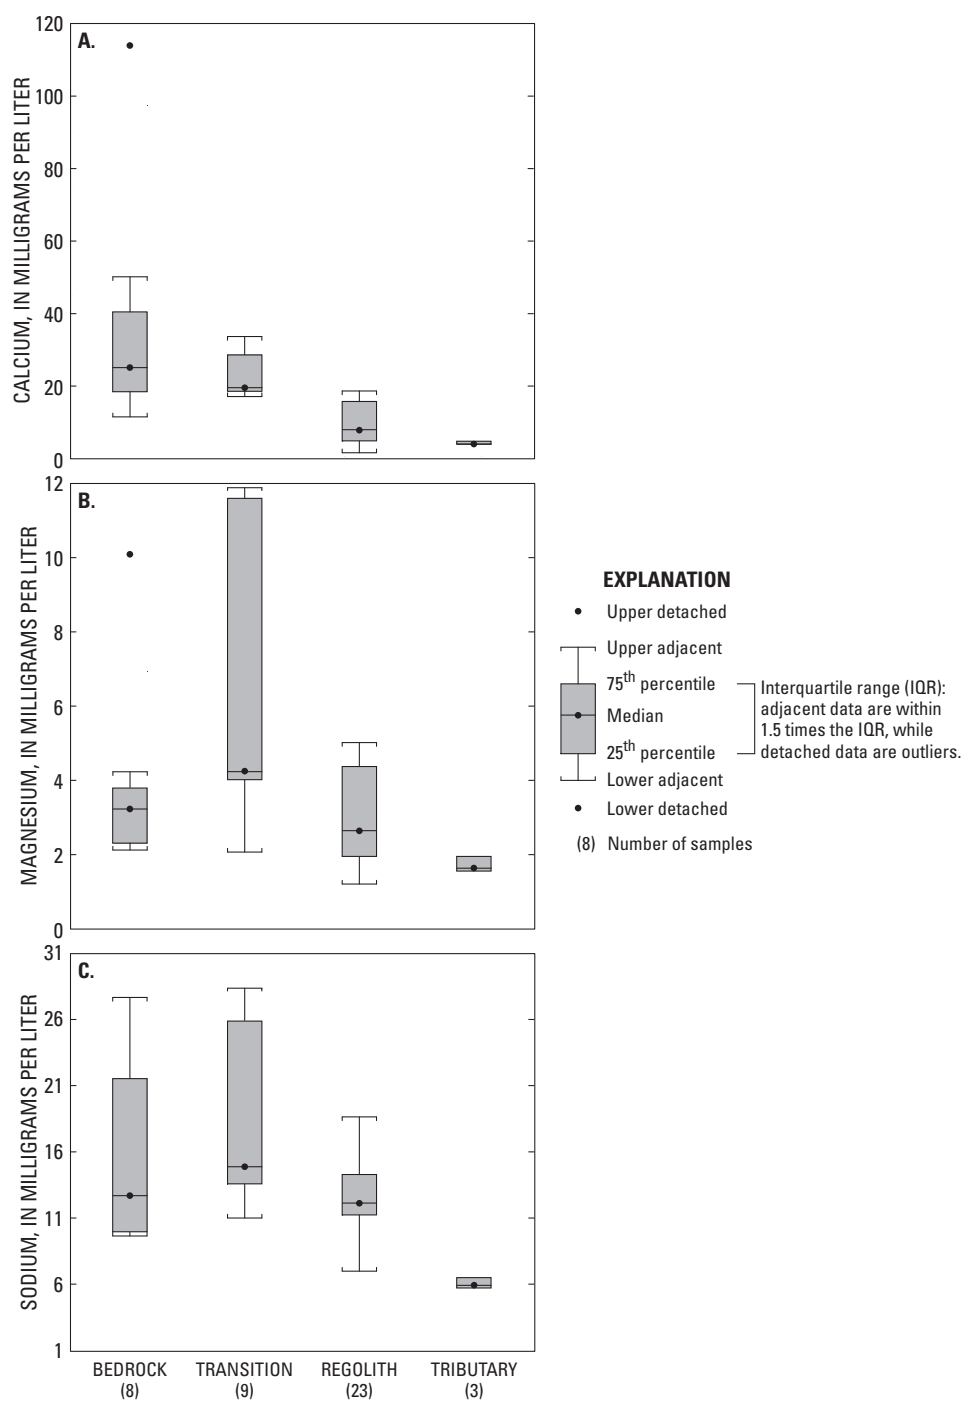 A.
CALCIUM, IN MILLIGRAMS PER LITER
120
100
80
60
40
20
0
B.
MAGNESIUM, IN MILLIGRAMS PER LITER
12
10
8
6
4
2
0
C.
SODIUM, IN MILLIGRAMS PER LITER
31
26
21
16
11
6
1
BEDROCK TRANSITION REGOLITH TRIBUTARY
(8) (9) (23) (3)
EXPLANATION
Upper detached
Upper adjacent
75th percentile
Median
25th percentile
Lower adjacent
Lower detached
(8) Number of samples
Interquartile range (IQR):
adjacent data are within
1.5 times the IQR, while
detached data are outliers.